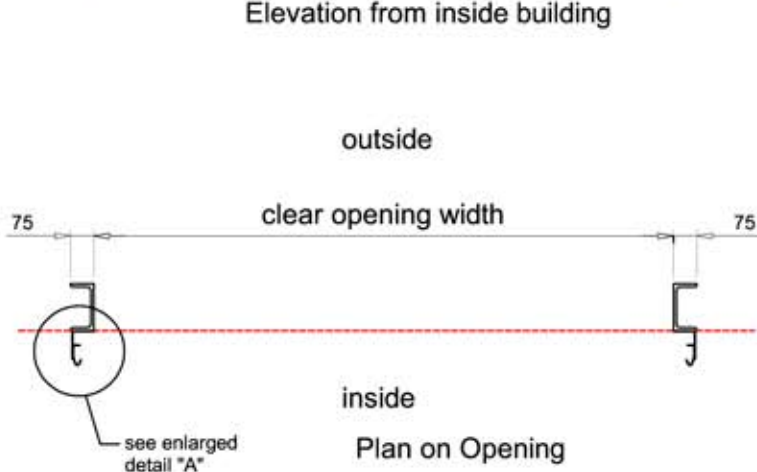 Elevation from inside building
outside
75
clear opening width
75
inside
see enlarged
detail "A"
Plan on Opening